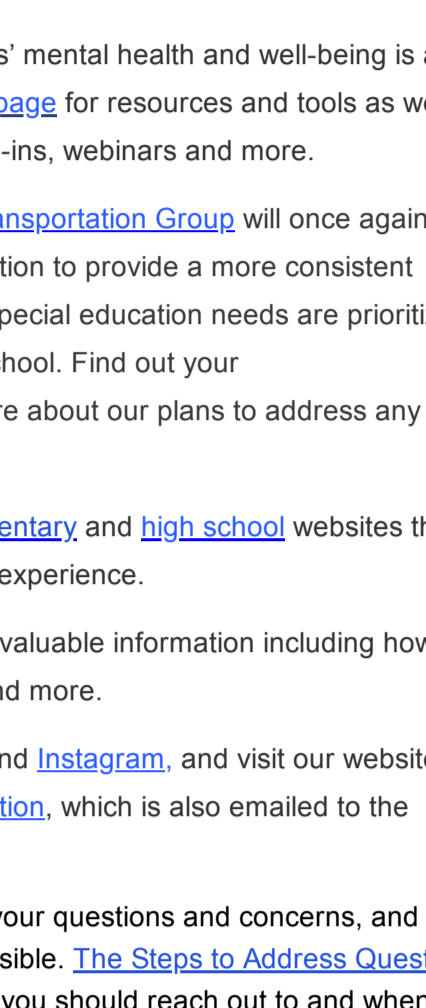 s’ mental health and well-being is
page for resources and tools as we
-ins, webinars and more.
ansportation Group will once again
tion to provide a more consistent
pecial education needs are prioriti
chool. Find out your
re about our plans to address any
entary and high school websites th
experience.
valuable information including how
nd more.
nd Instagram, and visit our website
tion, which is also emailed to the
your questions and concerns, and
sible. The Steps to Address Quest
you should reach out to and when